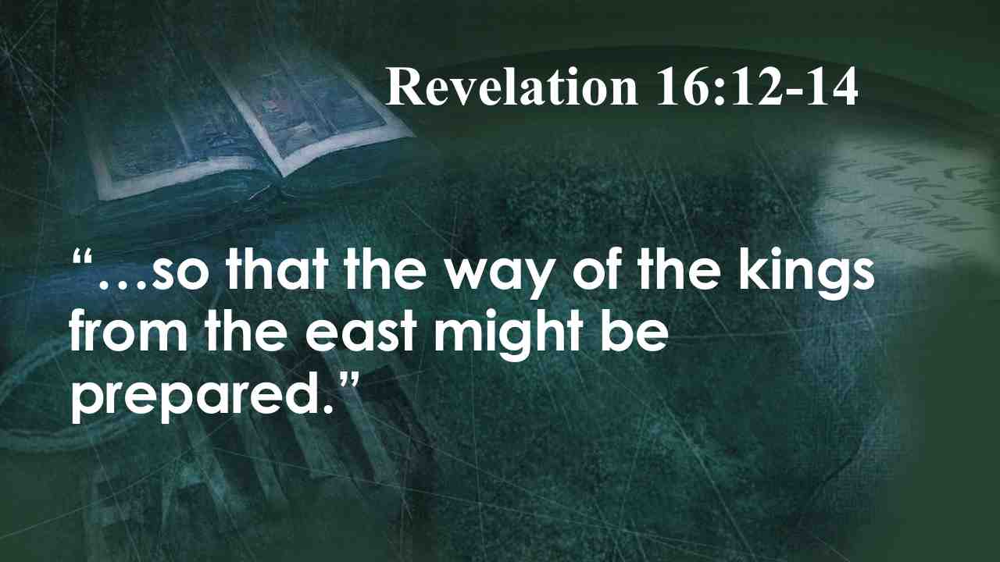 Revelation 16:12-14
“…so that the way of the kings
from the east might be
prepared.”